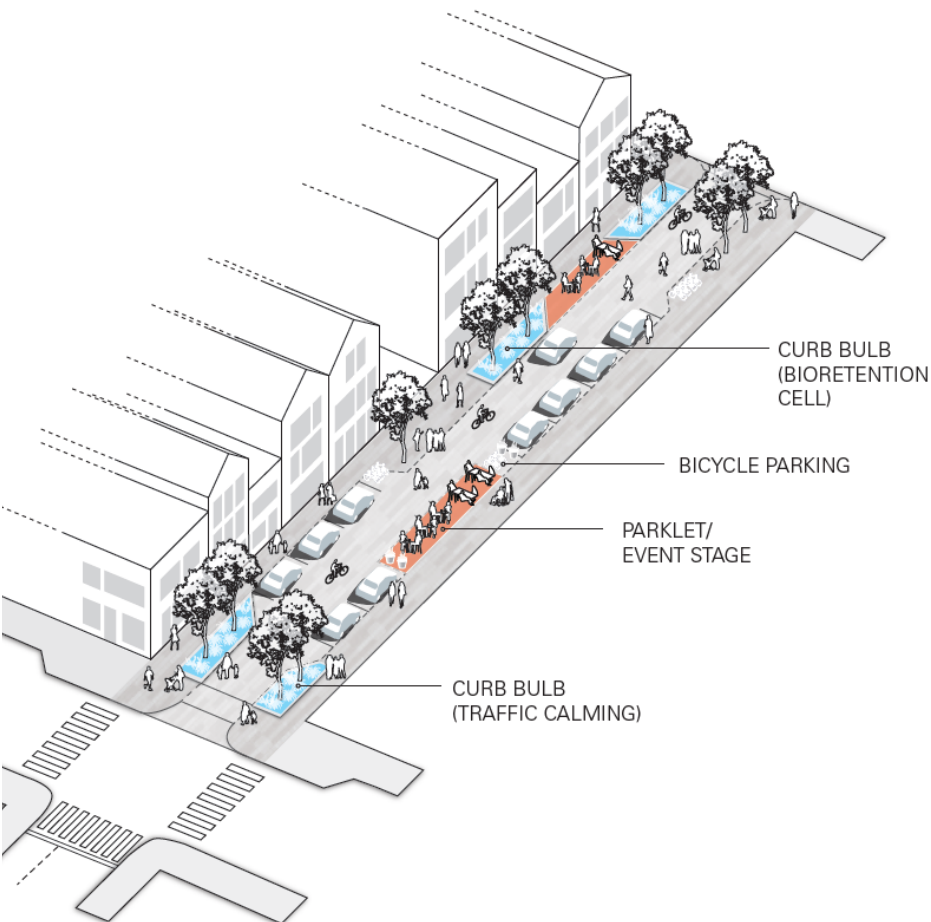 CURB BULB
(BIORETENTION
CELL)
BICYCLE PARKING
PARKLET/
EVENT STAGE
CURB BULB
(TRAFFIC CALMING)